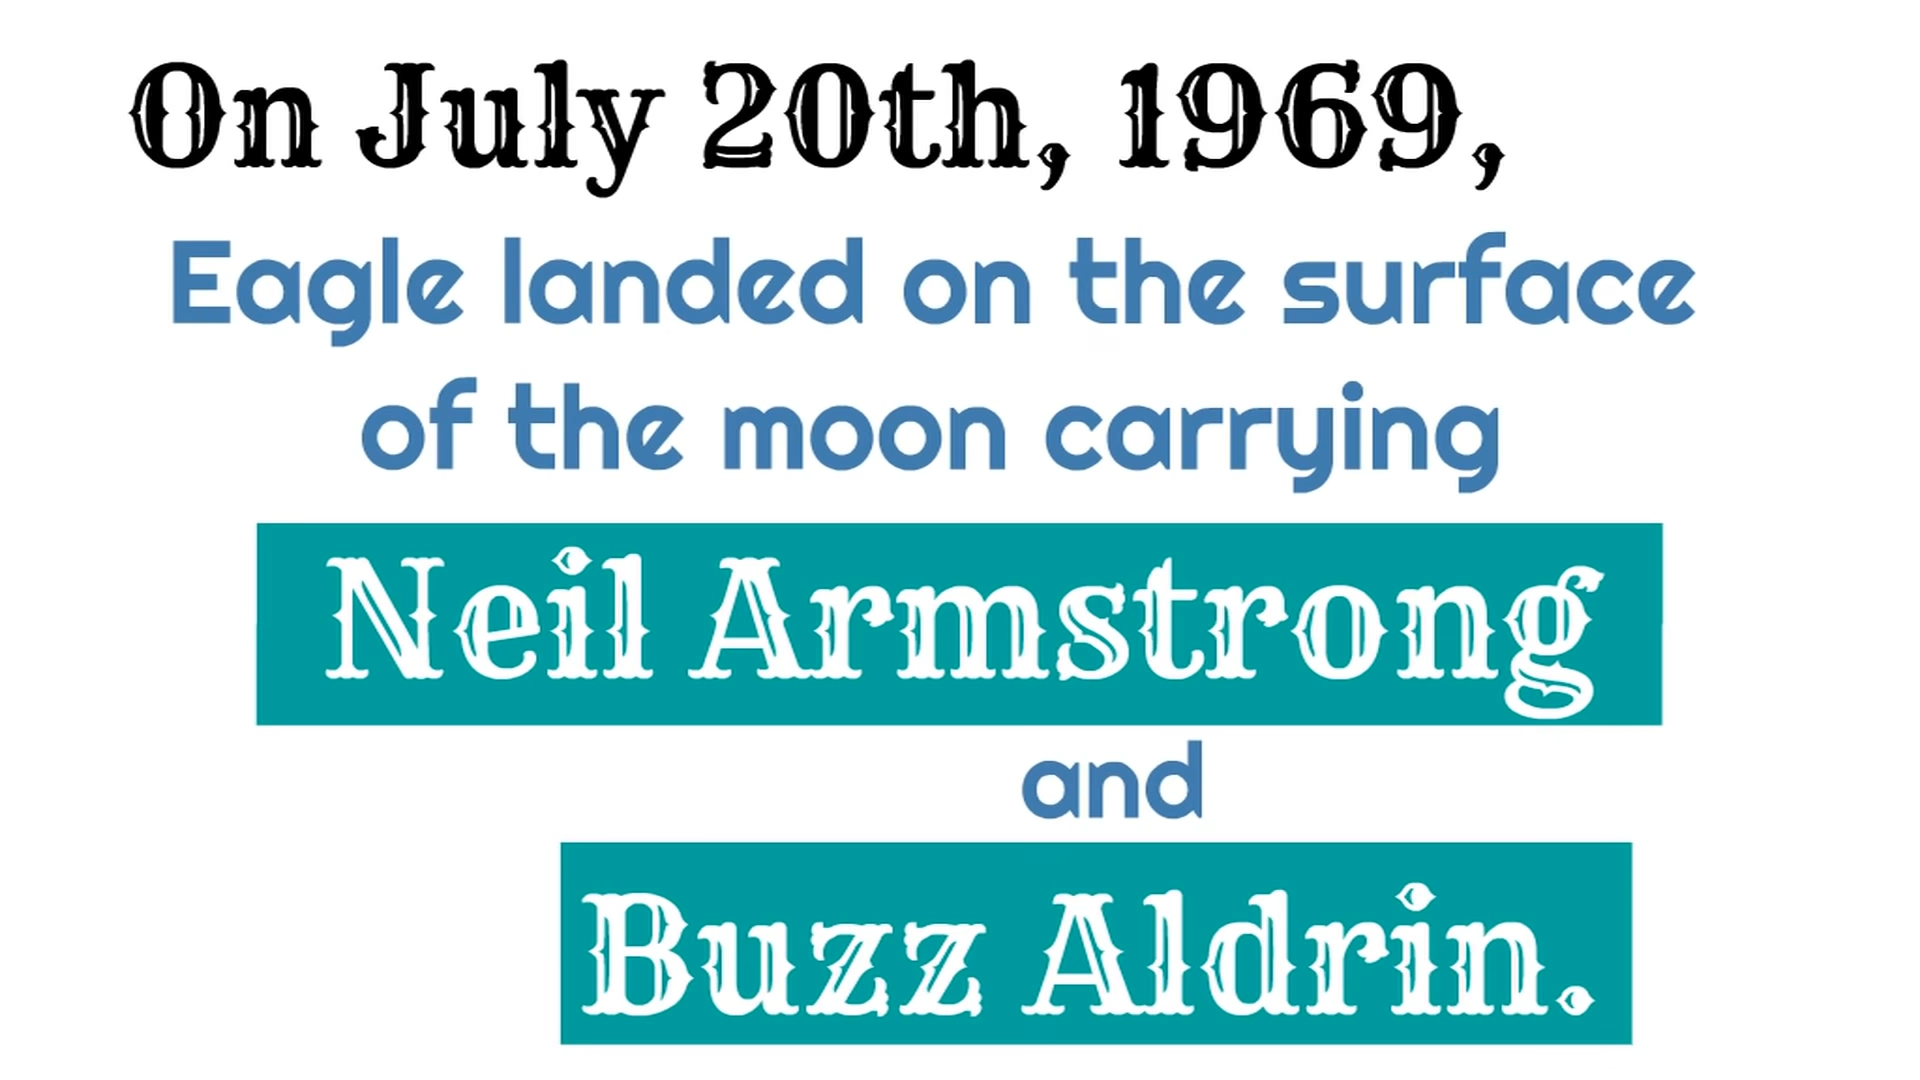 On July 20th, 1969,
Eagle landed on the surface
of the moon carrying
Neil Armstrong
and
Buzz Aldrin.